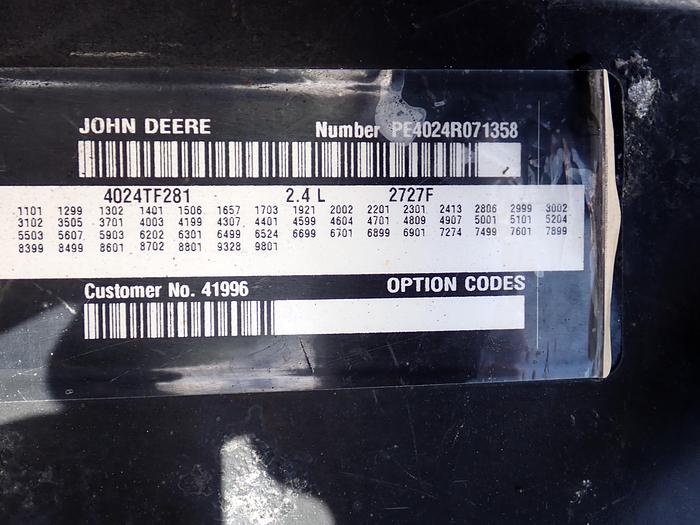 JOHN DEERE Number PE4024R071358
4024TF281 2.4 L 2727F
1101 1299 1302 1401 1506 1657 1703 1921 2002 2201 2301 2413 2806 2999 3002
3102 3505 3701 4003 4199 4307 4401 4599 4604 4701 4809 4907 5001 5101 5204
5503 5607 5903 6202 6301 6499 6524 6699 6701 6899 6901 7274 7499 7601 7899
8399 8499 8601 8702 8801 9328 9801
Customer No. 41996 OPTION CODES